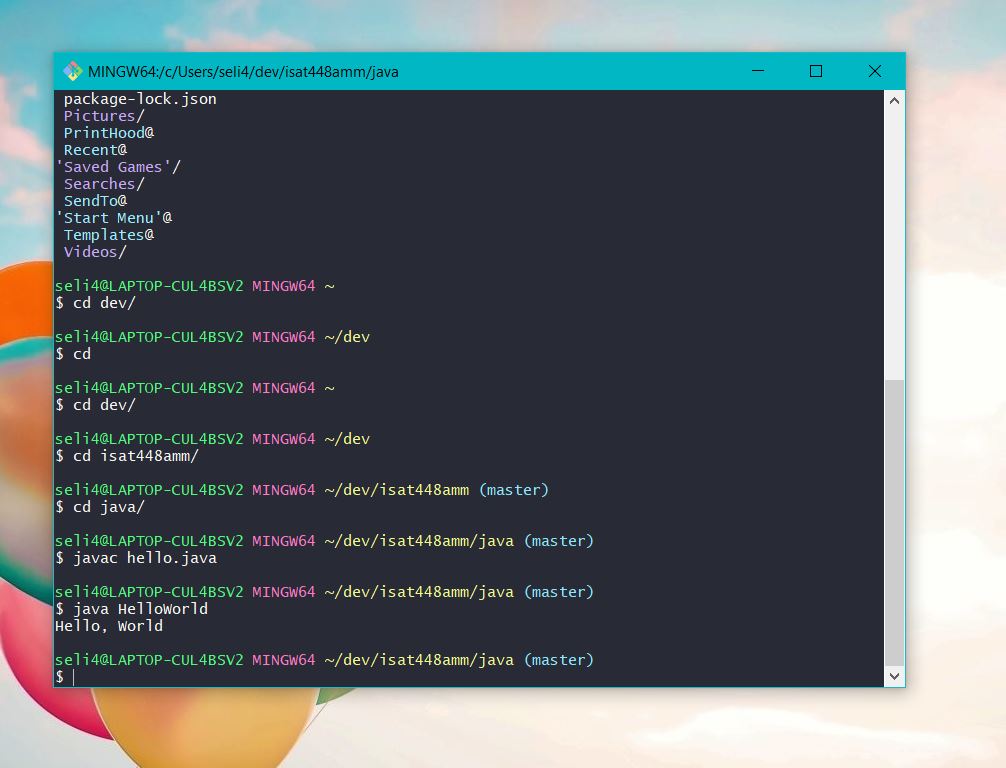 MINGW64:/c/Users/seli4/dev/isat448amm/java
package-lock.json
Pictures/
PrintHood@
Recent@
'Saved Games'/
Searches/
SendTo@
'Start Menu'@
Templates@
Videos/
seli4@LAPTOP-CUL4BSV2 MINGW64 ~
$ cd dev/
seli4@LAPTOP-CUL4BSV2 MINGW64 ~/dev
$ cd
seli4@LAPTOP-CUL4BSV2 MINGW64 ~
$ cd dev/
seli4@LAPTOP-CUL4BSV2 MINGW64 ~/dev
$ cd isat448amm/
seli4@LAPTOP-CUL4BSV2 MINGW64 ~/dev/isat448amm (master)
$ cd java/
seli4@LAPTOP-CUL4BSV2 MINGW64 ~/dev/isat448amm/java (master)
$ javac hello.java
seli4@LAPTOP-CUL4BSV2 MINGW64 ~/dev/isat448amm/java (master)
$ java HelloWorld
Hello, World
seli4@LAPTOP-CUL4BSV2 MINGW64 ~/dev/isat448amm/java (master)
$